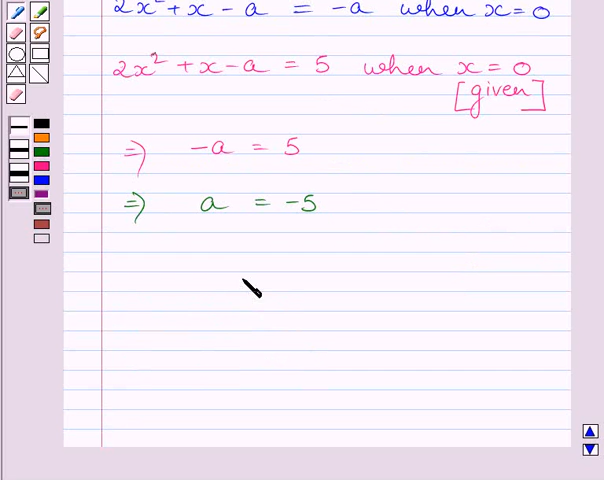 2x² + x - a = -a when x = 0
2x² + x - a = 5 when x = 0
[given]
⇒ -a = 5
⇒ a = -5